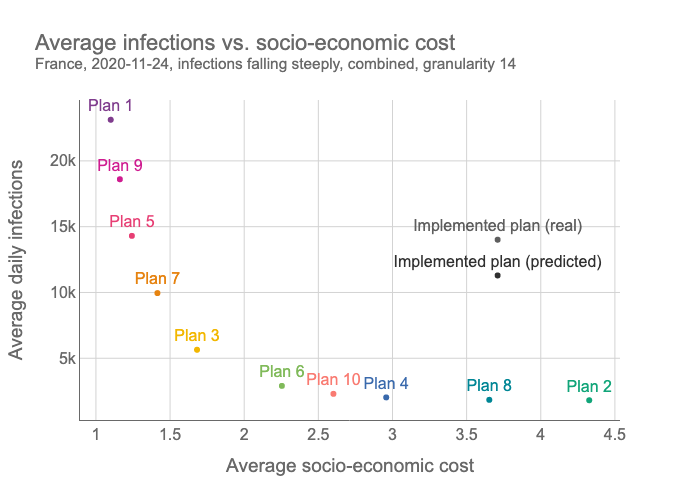 Average infections vs. socio-economic cost
France, 2020-11-24, infections falling steeply, combined, granularity 14
Plan 1
Plan 9
Plan 5
Plan 7
Plan 3
Plan 6
Plan 10
Plan 4
Plan 8
Plan 2
Implemented plan (real)
Implemented plan (predicted)
20k
15k
10k
5k
Average daily infections
1
1.5
2
2.5
3
3.5
4
4.5
Average socio-economic cost